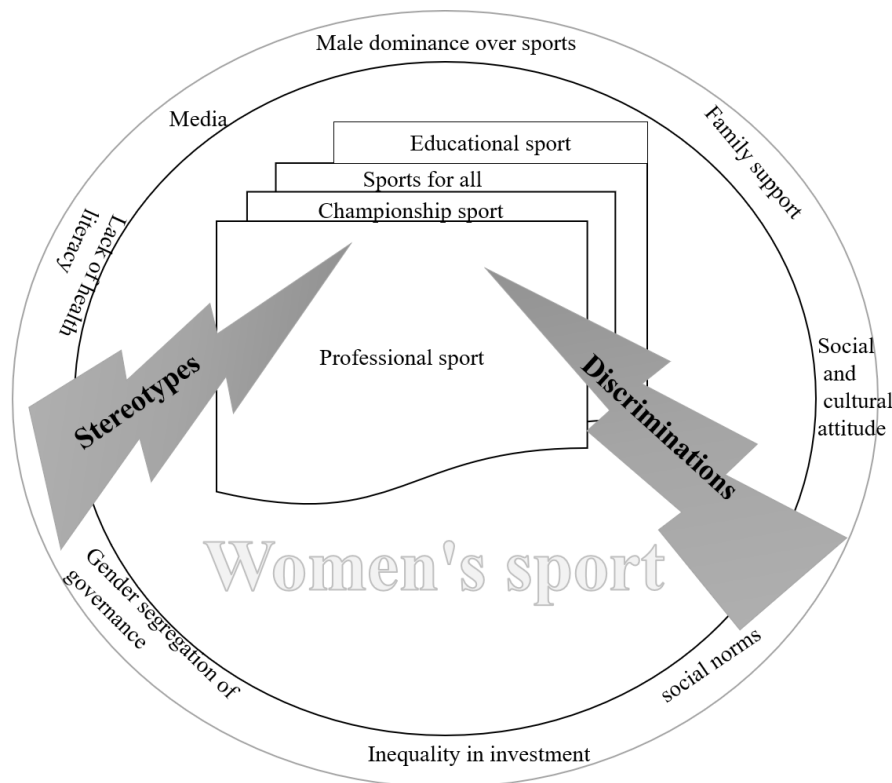 Male dominance over sports
Media
Family support
Educational sport
Sports for all
Championship sport
Lack of health
literacy
Professional sport
Social
and
cultural
attitude
Stereotypes
Discriminations
Women's sport
Gender segregation of
governance
social norms
Inequality in investment